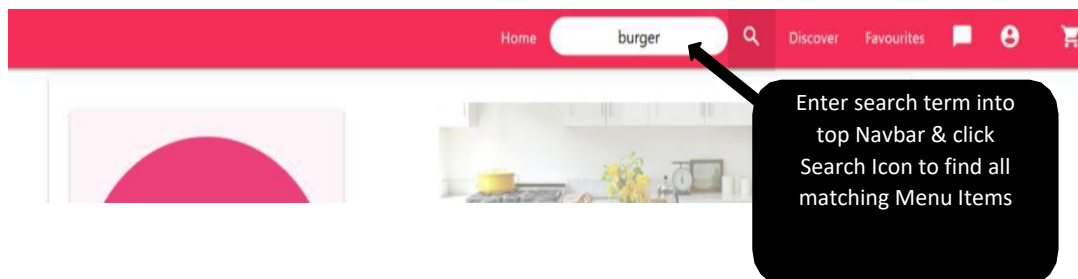 Home burger Discover Favourites
Enter search term into
top Navbar & click
Search Icon to find all
matching Menu Items